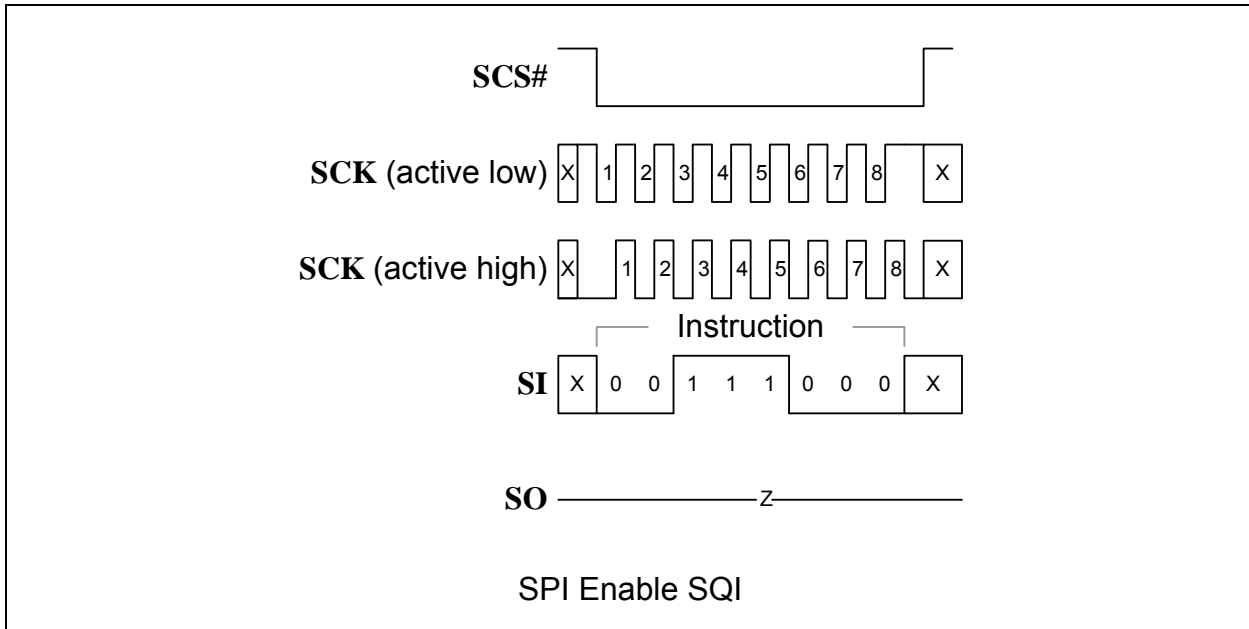 SCS#
SCK (active low) X 1 2 3 4 5 6 7 8 X
SCK (active high) X 1 2 3 4 5 6 7 8 X
Instruction
SI X 0 0 1 1 1 0 0 0 X
SO Z
SPI Enable SQI